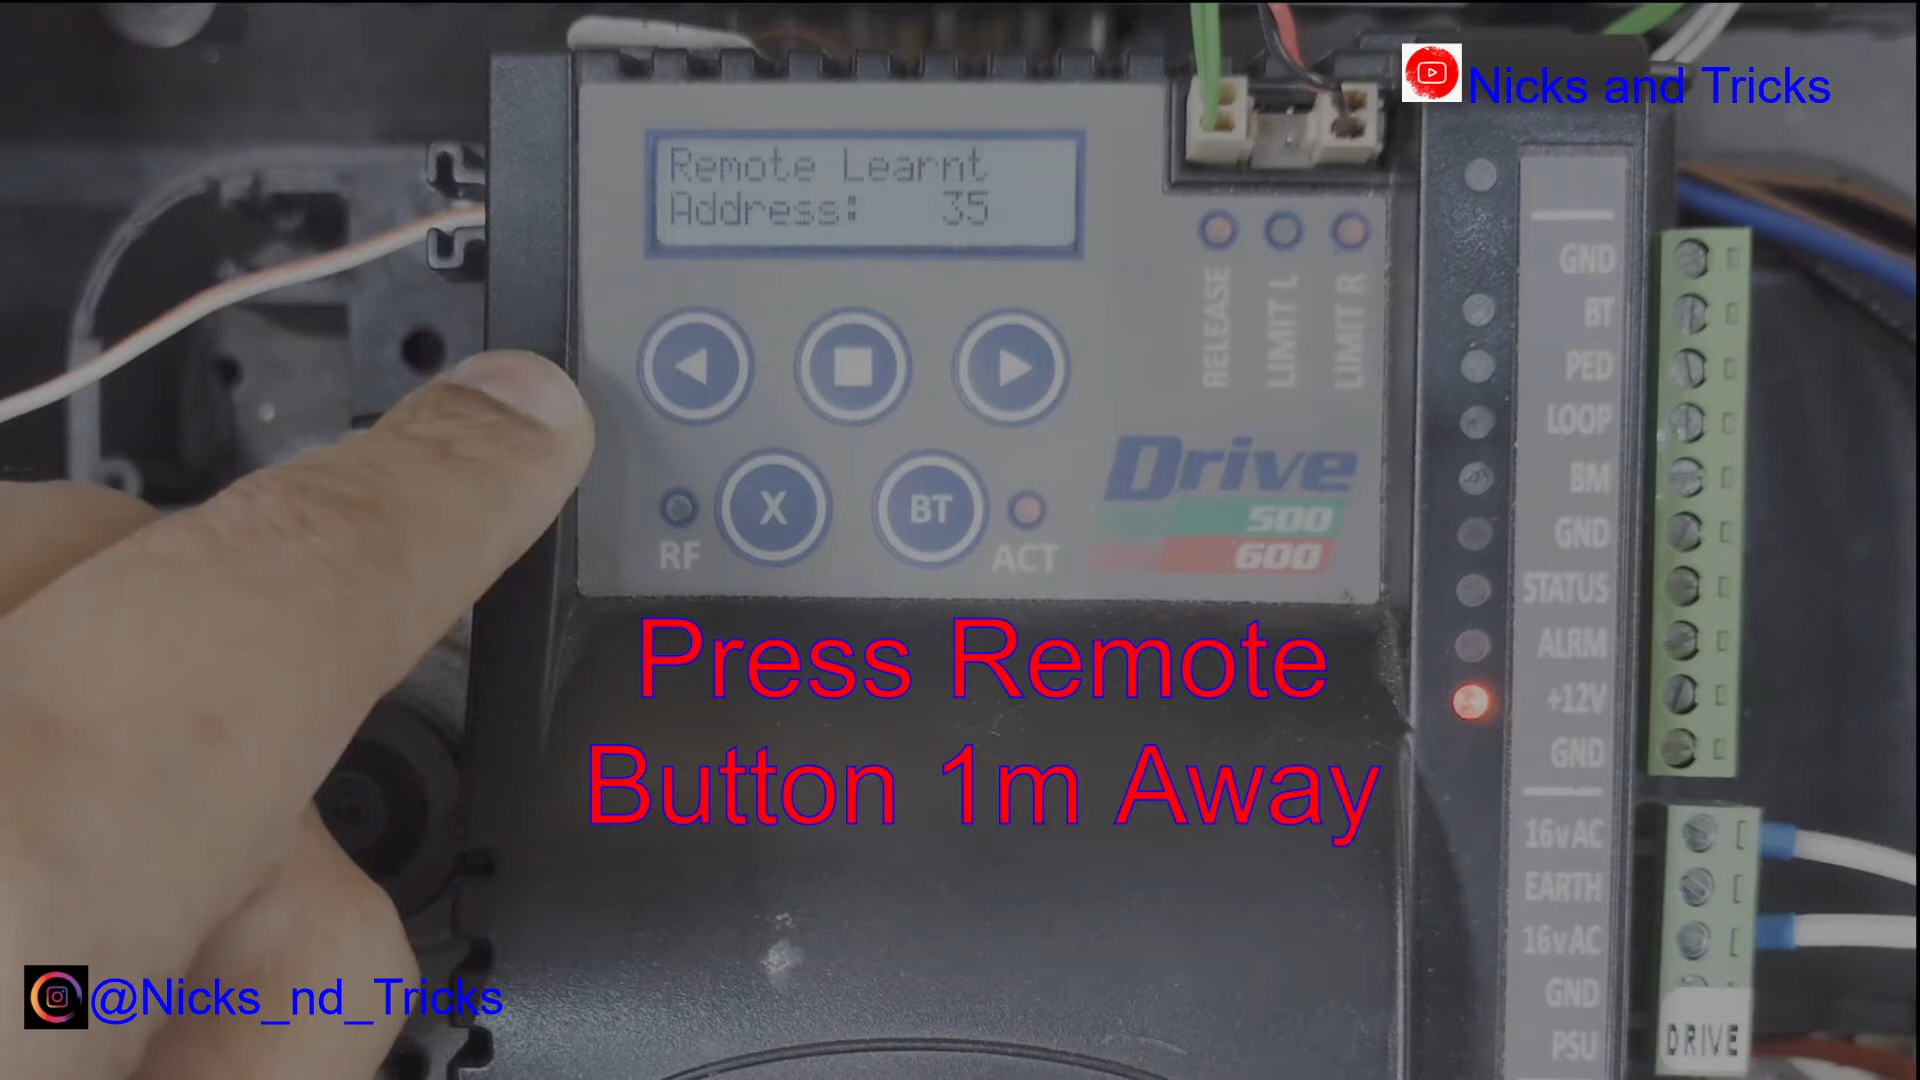 Nicks and Tricks
Remote Learnt
Address: 35
RELEASE
LIMIT L
LIMIT R
X
BT
RF
ACT
Drive
500
600
GND
BT
PED
LOOP
BM
GND
STATUS
ALRM
+12V
GND
16vAC
EARTH
16vAC
GND
PSU
DRIVE
Press Remote
Button 1m Away
@Nicks_nd_Tricks